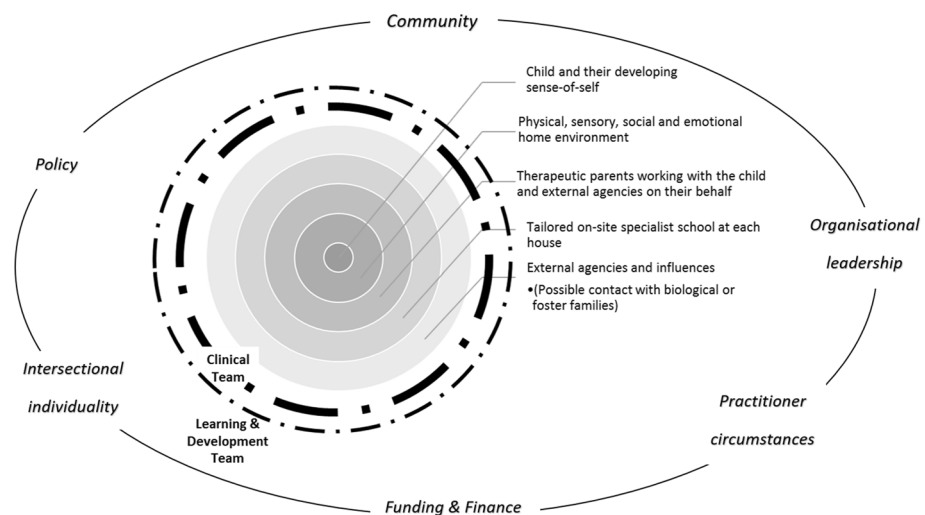 Community
Child and their developing
sense-of-self
Physical, sensory, social and emotional
home environment
Policy
Therapeutic parents working with the child
and external agencies on their behalf
Organisational
leadership
Tailored on-site specialist school at each
house
External agencies and influences
•(Possible contact with biological or
foster families)
Clinical
Team
Intersectional
individuality
Learning &
Development
Team
Practitioner
circumstances
Funding & Finance